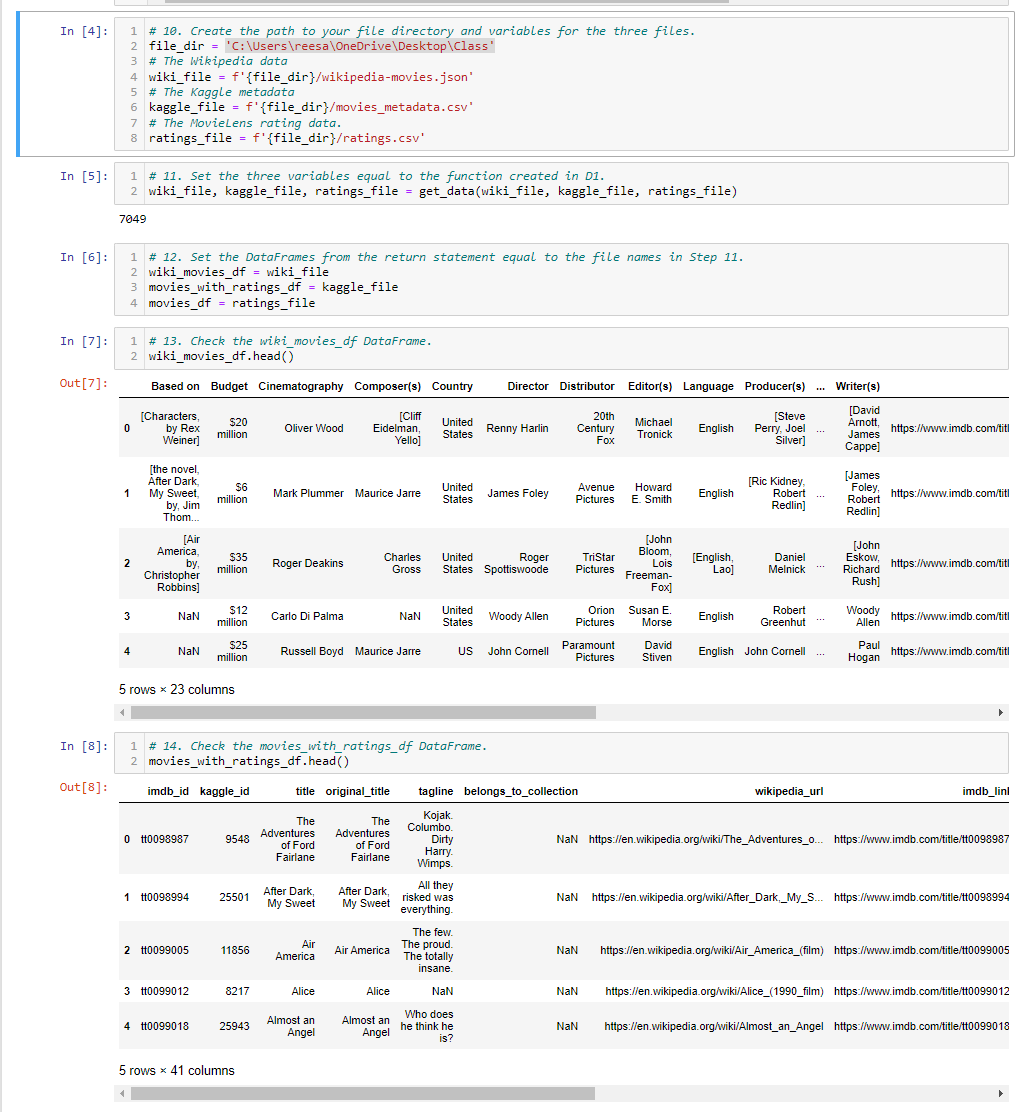 In [4]:
1 # 10. Create the path to your file directory and variables for the three files.
2 file_dir = 'C:\Users\reesa\OneDrive\Desktop\Class'
3 # The Wikipedia data
4 wiki_file = f'{file_dir}/wikipedia-movies.json'
5 # The Kaggle metadata
6 kaggle_file = f'{file_dir}/movies_metadata.csv'
7 # The MovieLens rating data.
8 ratings_file = f'{file_dir}/ratings.csv'
In [5]:
1 # 11. Set the three variables equal to the function created in D1.
2 wiki_file, kaggle_file, ratings_file = get_data(wiki_file, kaggle_file, ratings_file)
7049
In [6]:
1 # 12. Set the DataFrames from the return statement equal to the file names in Step 11.
2 wiki_movies_df = wiki_file
3 movies_with_ratings_df = kaggle_file
4 movies_df = ratings_file
In [7]:
1 # 13. Check the wiki_movies_df DataFrame.
2 wiki_movies_df.head()
Out[7]:
Based on Budget Cinematography Composer(s) Country Director Distributor Editor(s) Language Producer(s) ... Writer(s)
0 [Characters, by Rex Weiner] $20 million Oliver Wood [Cliff Eidelman, Yello] United States Renny Harlin 20th Century Fox Michael Tronick English [Steve Perry, Joel Silver] ... [David Arnott, James Cappe] https://www.imdb.com/titl
1 [the novel, After Dark, My Sweet, by, Jim Thom... $6 million Mark Plummer Maurice Jarre United States James Foley Avenue Pictures Howard E. Smith English [Ric Kidney, Robert Redlin] ... [James Foley, Robert Redlin] https://www.imdb.com/titl
2 [Air America, by, Christopher Robbins] $35 million Roger Deakins Charles Gross United States Roger Spottiswoode TriStar Pictures [John Bloom, Lois Freeman-Fox] [English, Lao] Daniel Melnick ... [John Eskow, Richard Rush] https://www.imdb.com/titl
3 NaN $12 million Carlo Di Palma NaN United States Woody Allen Orion Pictures Susan E. Morse English Robert Greenhut ... Woody Allen https://www.imdb.com/titl
4 NaN $25 million Russell Boyd Maurice Jarre US John Cornell Paramount Pictures David Stiven English John Cornell ... Paul Hogan https://www.imdb.com/titl
5 rows × 23 columns
In [8]:
1 # 14. Check the movies_with_ratings_df DataFrame.
2 movies_with_ratings_df.head()
Out[8]:
imdb_id kaggle_id title original_title tagline belongs_to_collection wikipedia_url imdb_lin
0 tt0098987 9548 The Adventures of Ford Fairlane The Adventures of Ford Fairlane Kojak. Columbo. Dirty Harry. Wimps. NaN https://en.wikipedia.org/wiki/The_Adventures_o... https://www.imdb.com/title/tt0098987
1 tt0098994 25501 After Dark, My Sweet After Dark, My Sweet All they risked was everything. NaN https://en.wikipedia.org/wiki/After_Dark,_My_S... https://www.imdb.com/title/tt0098994
2 tt0099005 11856 Air America Air America The few. The proud. The totally insane. NaN https://en.wikipedia.org/wiki/Air_America_(film) https://www.imdb.com/title/tt0099005
3 tt0099012 8217 Alice Alice NaN NaN https://en.wikipedia.org/wiki/Alice_(1990_film) https://www.imdb.com/title/tt0099012
4 tt0099018 25943 Almost an Angel Almost an Angel Who does he think he is? NaN https://en.wikipedia.org/wiki/Almost_an_Angel https://www.imdb.com/title/tt0099018
5 rows × 41 columns